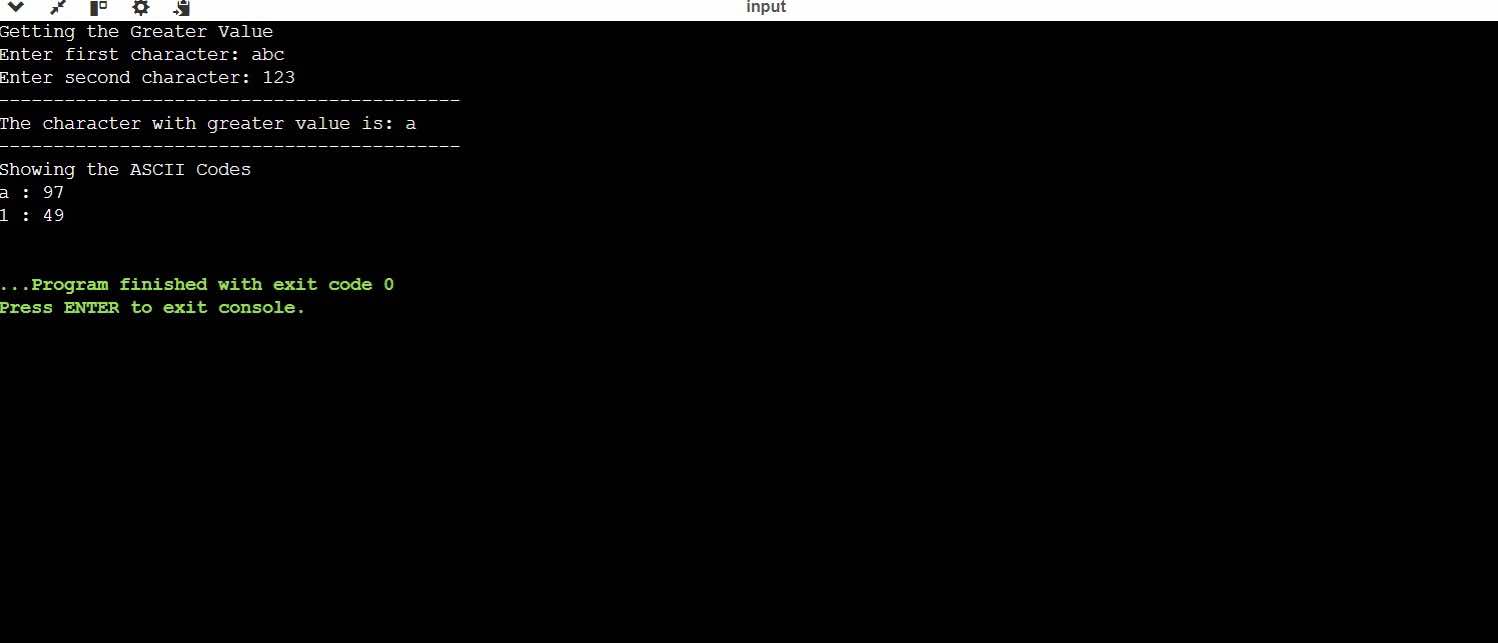 input
Getting the Greater Value
Enter first character: abc
Enter second character: 123
------------------------------------------
The character with greater value is: a
------------------------------------------
Showing the ASCII Codes
a : 97
1 : 49
...Program finished with exit code 0
Press ENTER to exit console.